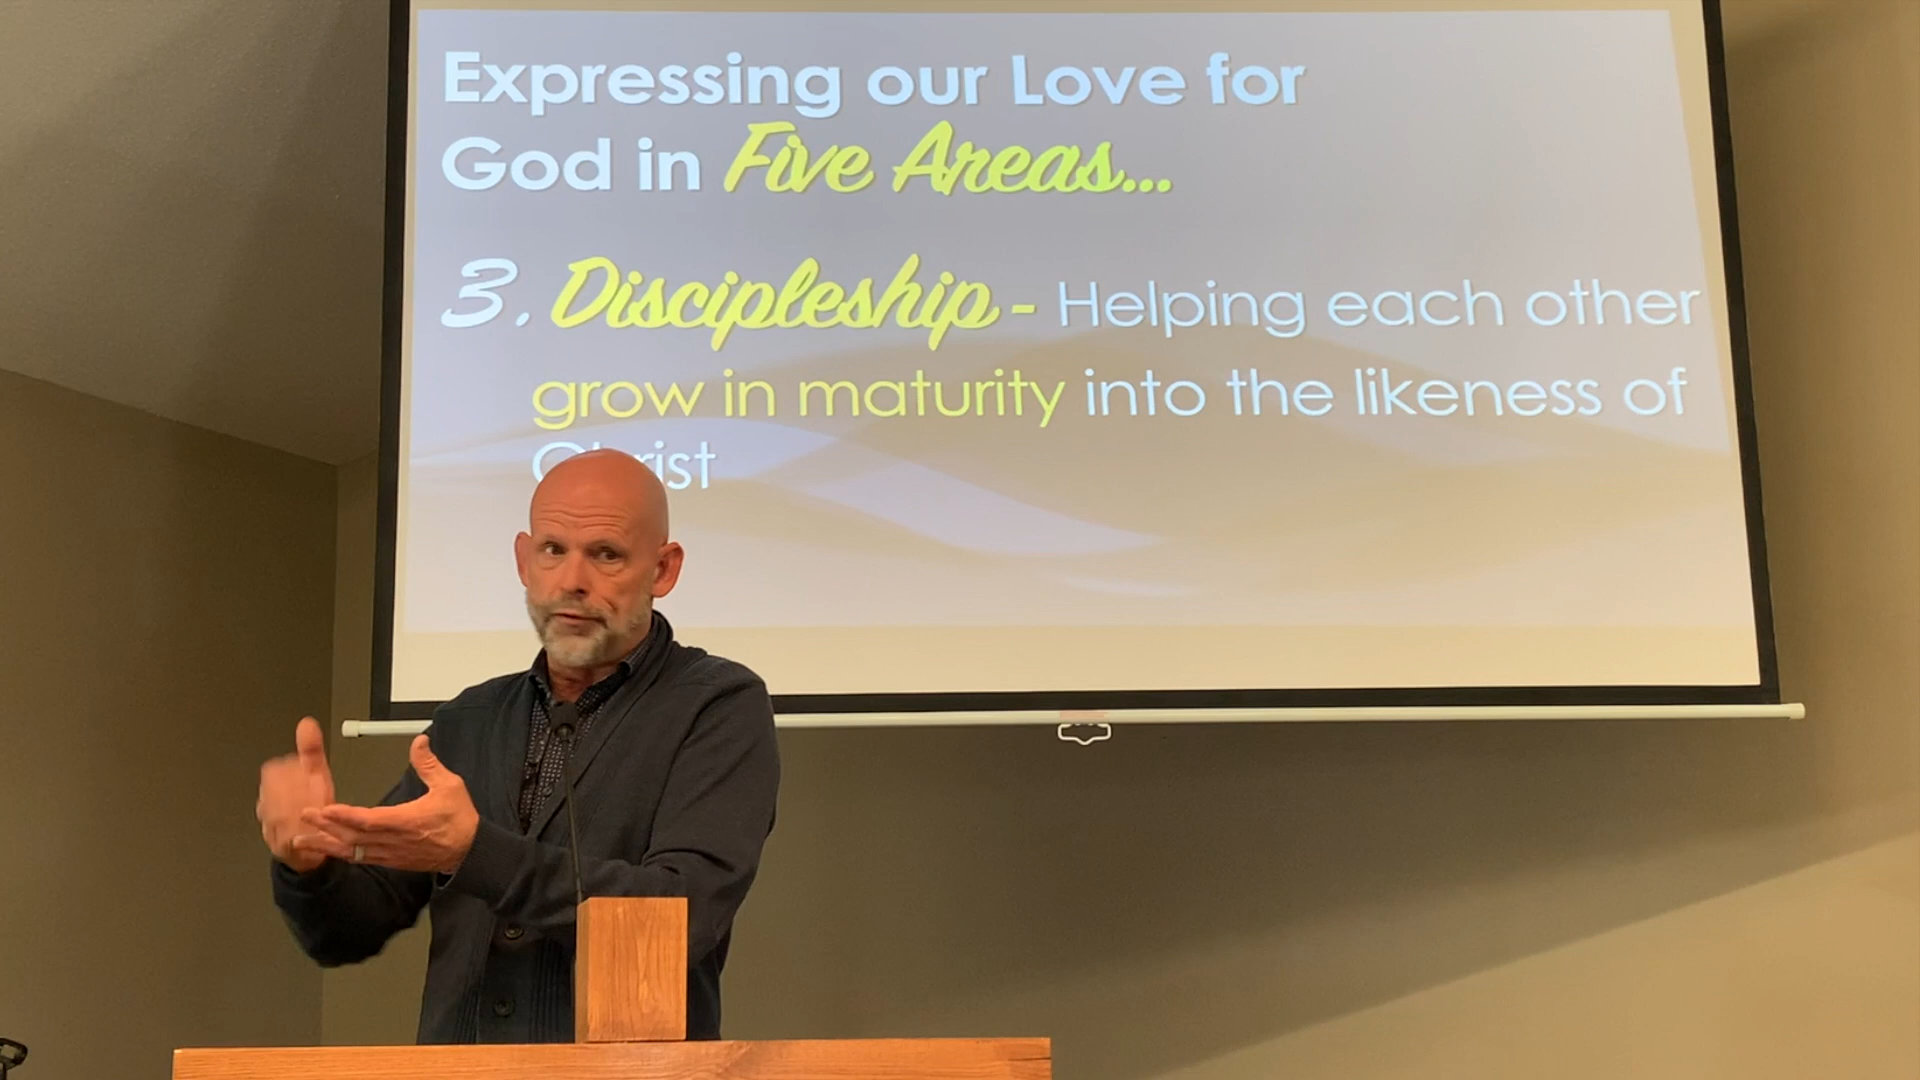 Expressing our Love for
God in Five Areas...
3. Discipleship - Helping each other
grow in maturity into the likeness of
Christ